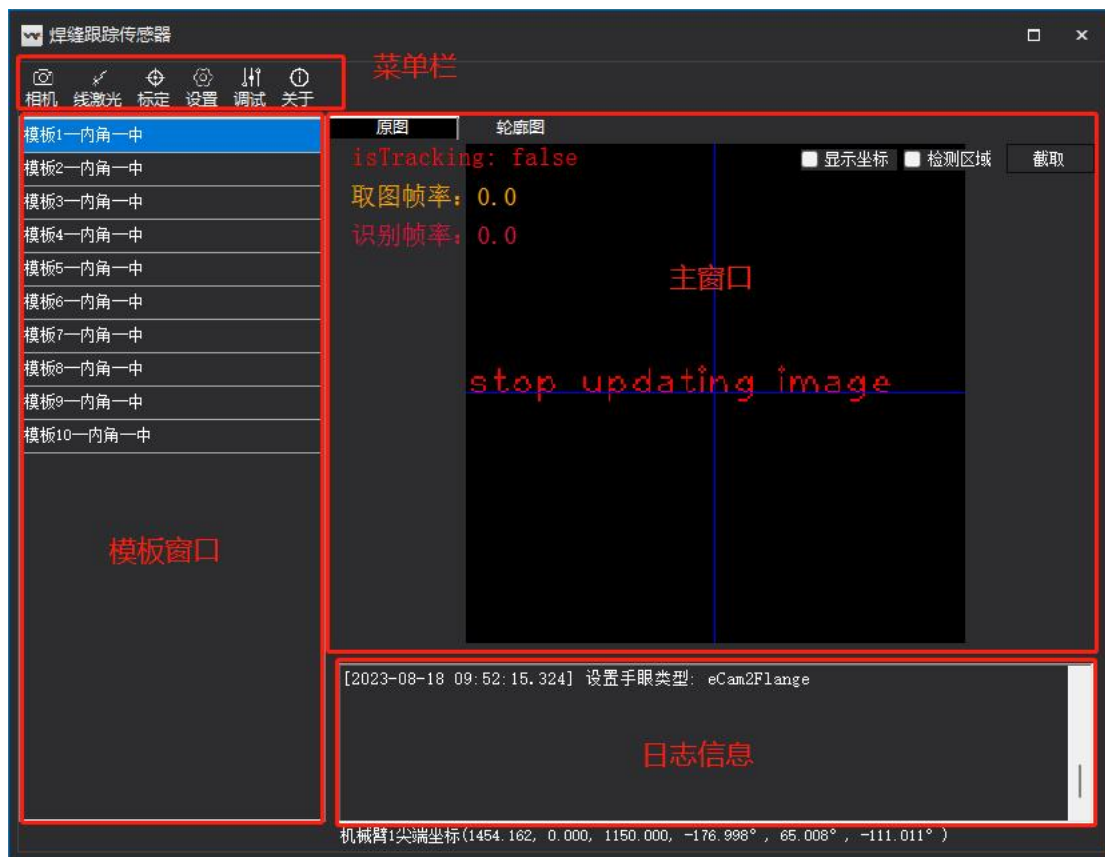 焊缝跟踪传感器
菜单栏
相机 线激光 标定 设置 调试 关于
模板1—内角—中
模板2—内角—中
模板3—内角—中
模板4—内角—中
模板5—内角—中
模板6—内角—中
模板7—内角—中
模板8—内角—中
模板9—内角—中
模板10—内角—中
模板窗口
原图 轮廓图
isTracking: false
显示坐标 检测区域 截取
取图帧率: 0.0
识别帧率: 0.0
主窗口
stop updating image
[2023-08-18 09:52:15.324] 设置手眼类型: eCam2Flange
日志信息
机械臂1尖端坐标(1454.162, 0.000, 1150.000, -176.998°, 65.008°, -111.011°)